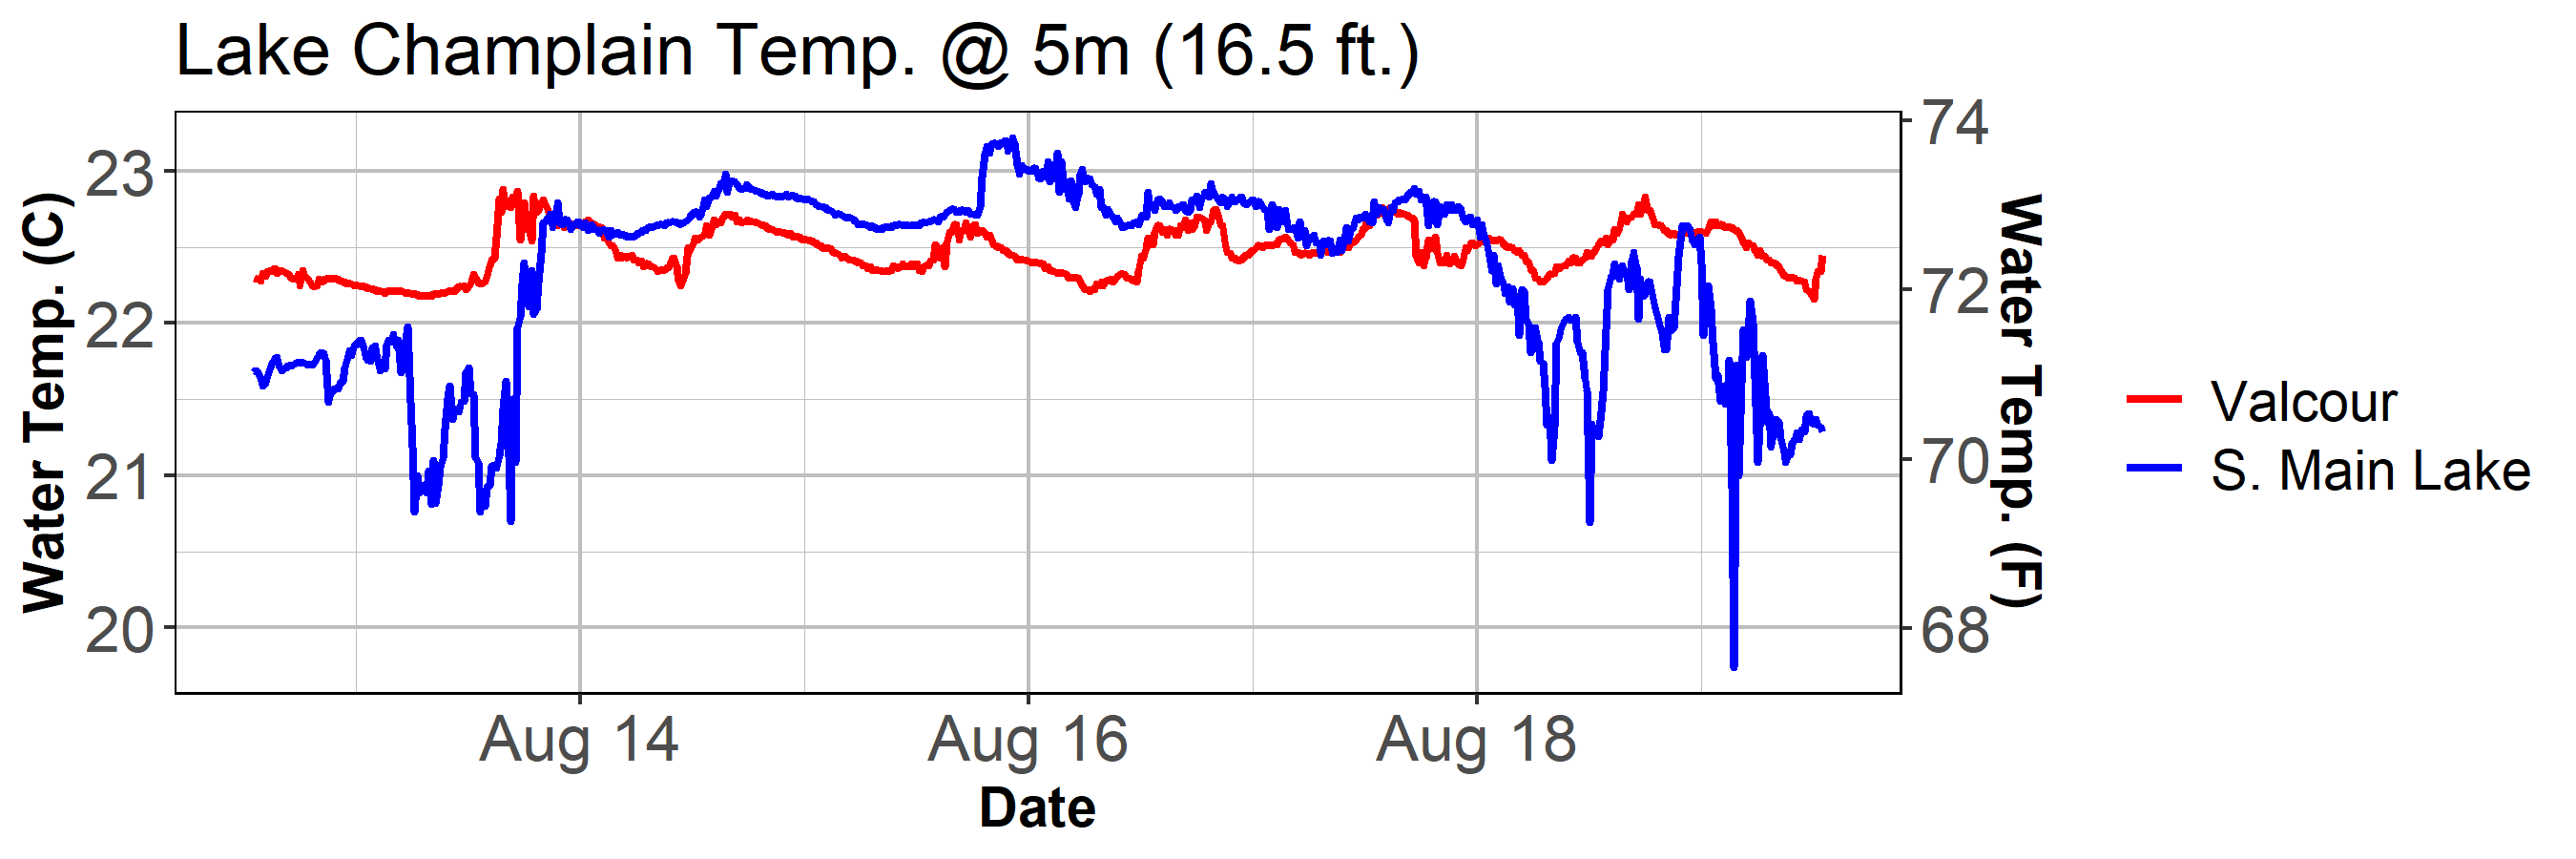 Lake Champlain Temp. @ 5m (16.5 ft.)
Water Temp. (C)
23
22
21
20
74
72
70
68
Water Temp. (F)
Aug 14
Aug 16
Aug 18
Date
Valcour
S. Main Lake